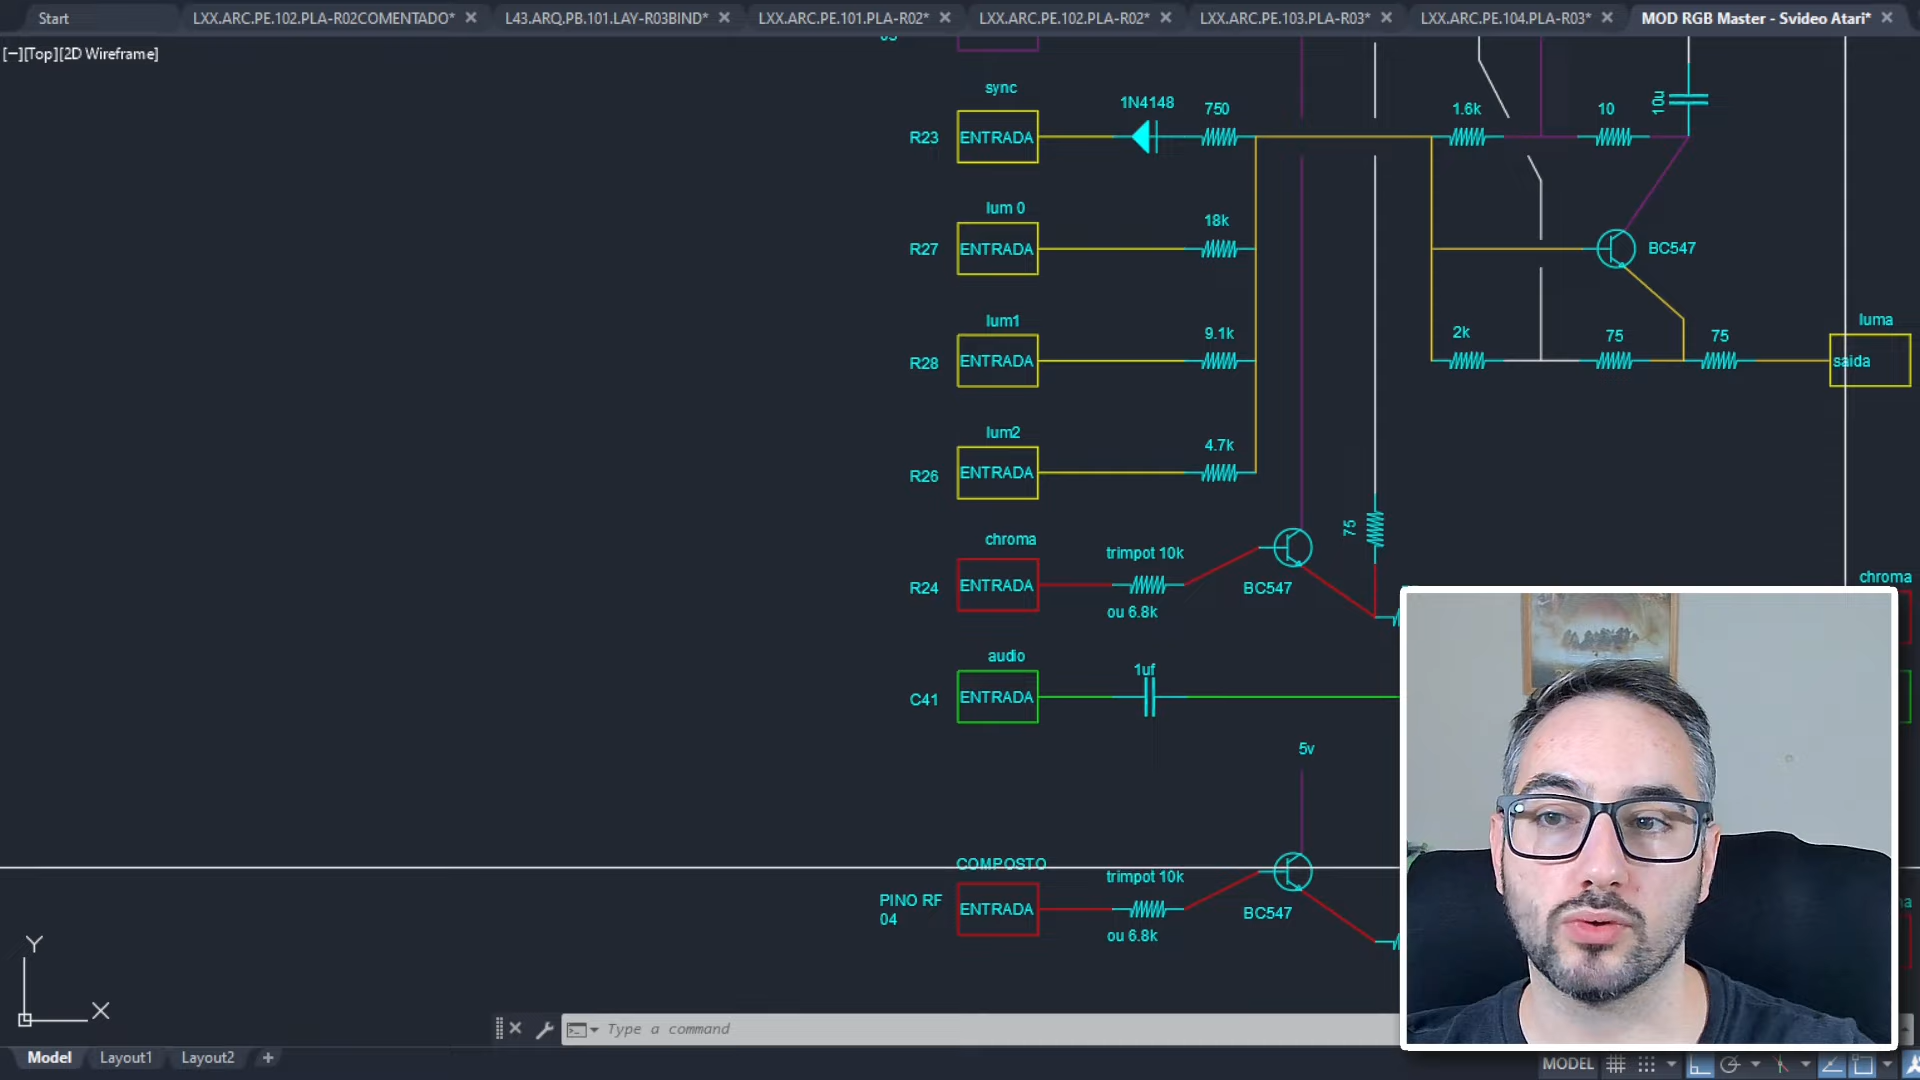 Start
LXX.ARC.PE.102.PLA-R02COMENTADO*
L43.ARQ.PB.101.LAY-R03BIND*
LXX.ARC.PE.101.PLA-R02*
LXX.ARC.PE.102.PLA-R02*
LXX.ARC.PE.103.PLA-R03*
LXX.ARC.PE.104.PLA-R03*
MOD RGB Master - Svideo Atari*
[−][Top][2D Wireframe]
sync
1N4148
750
1.6k
10
10u
R23
ENTRADA
lum 0
18k
R27
ENTRADA
BC547
lum1
9.1k
2k
75
75
luma
R28
ENTRADA
saida
lum2
4.7k
R26
ENTRADA
75
chroma
trimpot 10k
R24
ENTRADA
ou 6.8k
BC547
chroma
audio
1uf
C41
ENTRADA
5v
COMPOSTO
trimpot 10k
PINO RF
04
ENTRADA
ou 6.8k
BC547
Y
X
Type a command
Model
Layout1
Layout2
MODEL